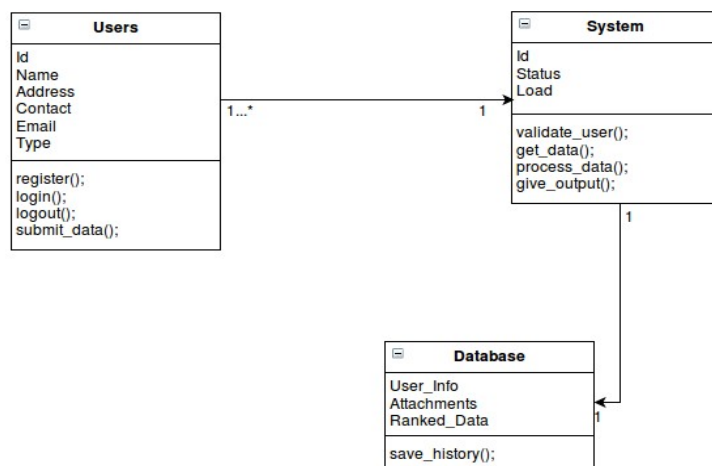 Users
Id
Name
Address
Contact
Email
Type
register();
login();
logout();
submit_data();
1...*
1
System
Id
Status
Load
validate_user();
get_data();
process_data();
give_output();
1
Database
User_Info
Attachments
Ranked_Data
1
save_history();